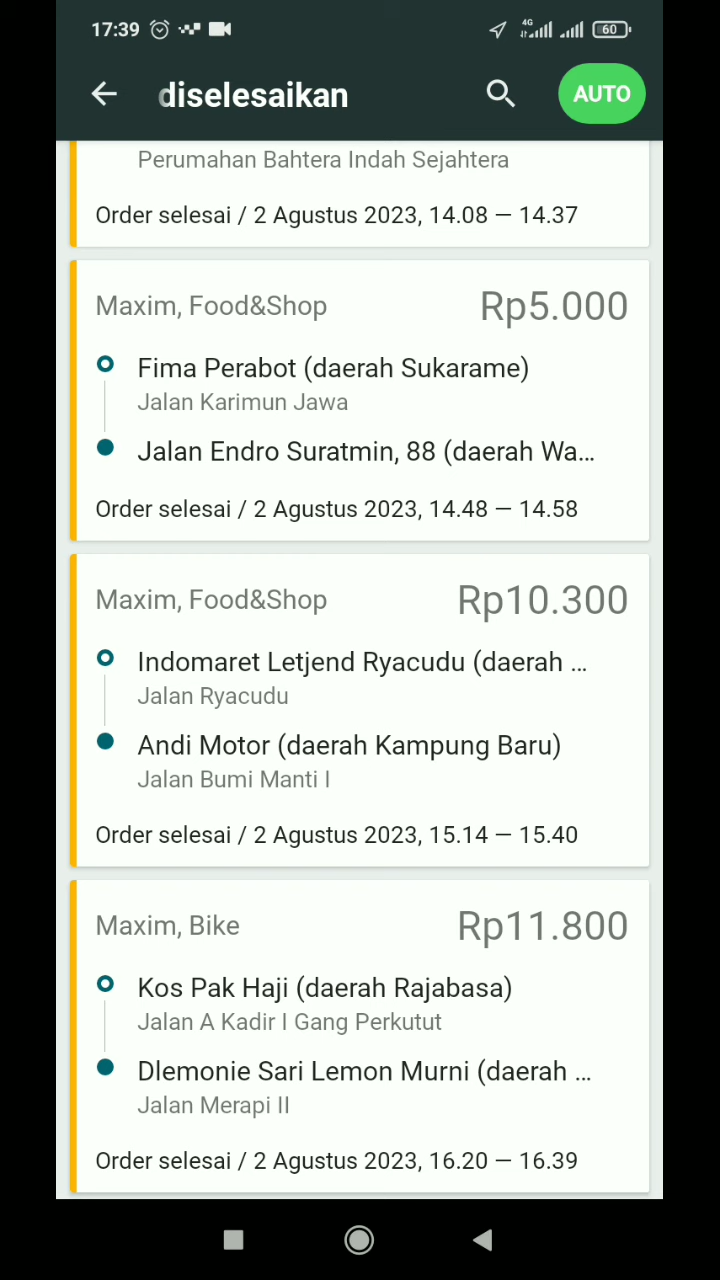 17:39
4G
60
diselesaikan
AUTO
Perumahan Bahtera Indah Sejahtera
Order selesai / 2 Agustus 2023, 14.08 — 14.37
Maxim, Food&Shop
Rp5.000
Fima Perabot (daerah Sukarame)
Jalan Karimun Jawa
Jalan Endro Suratmin, 88 (daerah Wa...
Order selesai / 2 Agustus 2023, 14.48 — 14.58
Maxim, Food&Shop
Rp10.300
Indomaret Letjend Ryacudu (daerah ...
Jalan Ryacudu
Andi Motor (daerah Kampung Baru)
Jalan Bumi Manti I
Order selesai / 2 Agustus 2023, 15.14 — 15.40
Maxim, Bike
Rp11.800
Kos Pak Haji (daerah Rajabasa)
Jalan A Kadir I Gang Perkutut
Dlemonie Sari Lemon Murni (daerah ...
Jalan Merapi II
Order selesai / 2 Agustus 2023, 16.20 — 16.39